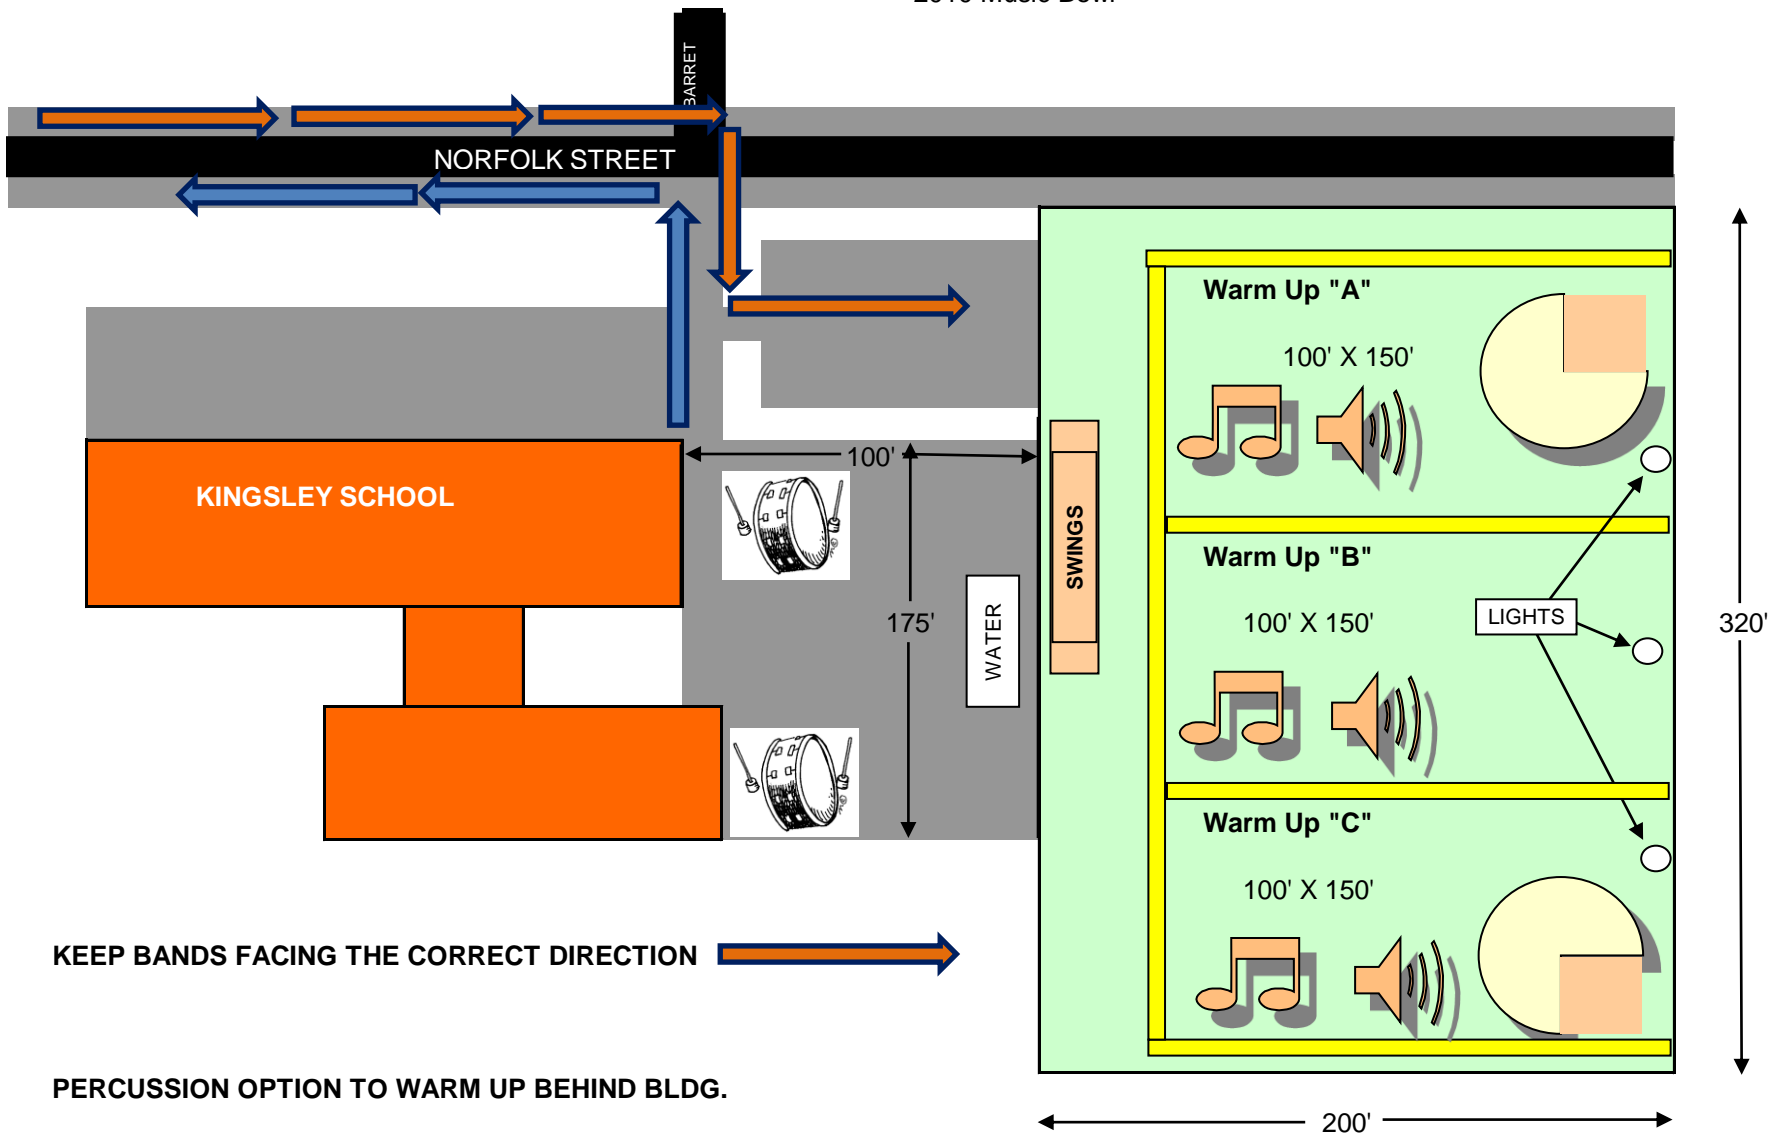 BARRET
NORFOLK STREET
Warm Up "A"
100' X 150'
100'
KINGSLEY SCHOOL
SWINGS
Warm Up "B"
LIGHTS
175'
WATER
100' X 150'
320'
Warm Up "C"
100' X 150'
KEEP BANDS FACING THE CORRECT DIRECTION
PERCUSSION OPTION TO WARM UP BEHIND BLDG.
200'